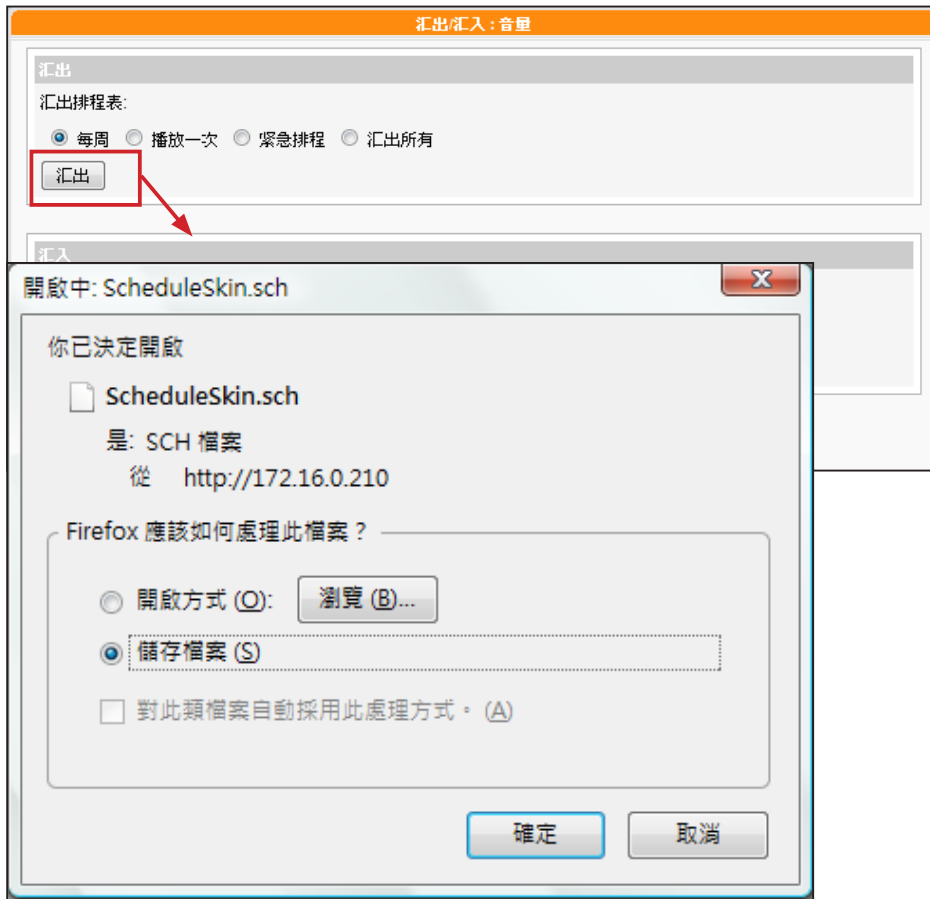 汇出/汇入 : 音量
汇出
汇出排程表:
每周 播放一次 紧急排程 汇出所有
汇出
汇入
開啟中: ScheduleSkin.sch
X
你已決定開啟
ScheduleSkin.sch
是: SCH 檔案
從 http://172.16.0.210
Firefox 應該如何處理此檔案？
開啟方式 (O): 瀏覽 (B)...
儲存檔案 (S)
對此類檔案自動採用此處理方式。 (A)
確定 取消